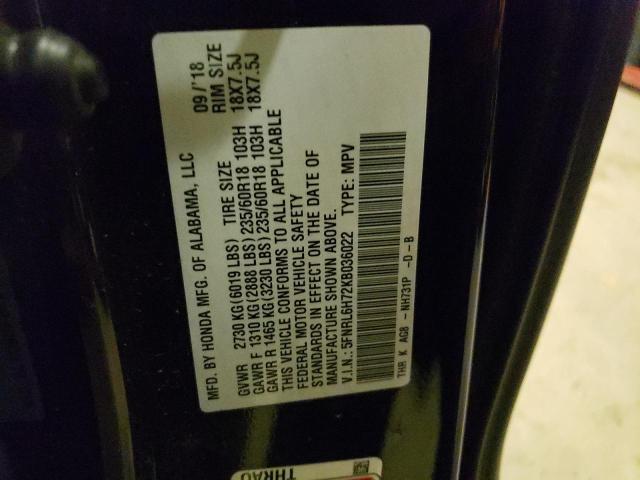 MFD. BY HONDA MFG. OF ALABAMA, LLC 09/'18
GVWR 2730 KG (6019 LBS) TIRE SIZE RIM SIZE
GAWR F 1310 KG (2888 LBS) 235/60R18 103H 18X7.5J
GAWR R 1465 KG (3230 LBS) 235/60R18 103H 18X7.5J
THIS VEHICLE CONFORMS TO ALL APPLICABLE
FEDERAL MOTOR VEHICLE SAFETY
STANDARDS IN EFFECT ON THE DATE OF
MANUFACTURE SHOWN ABOVE.
V.I.N.: 5FNRL6H72KB036022 TYPE: MPV
THR K AG8 - NH731P -D-B
THRAG